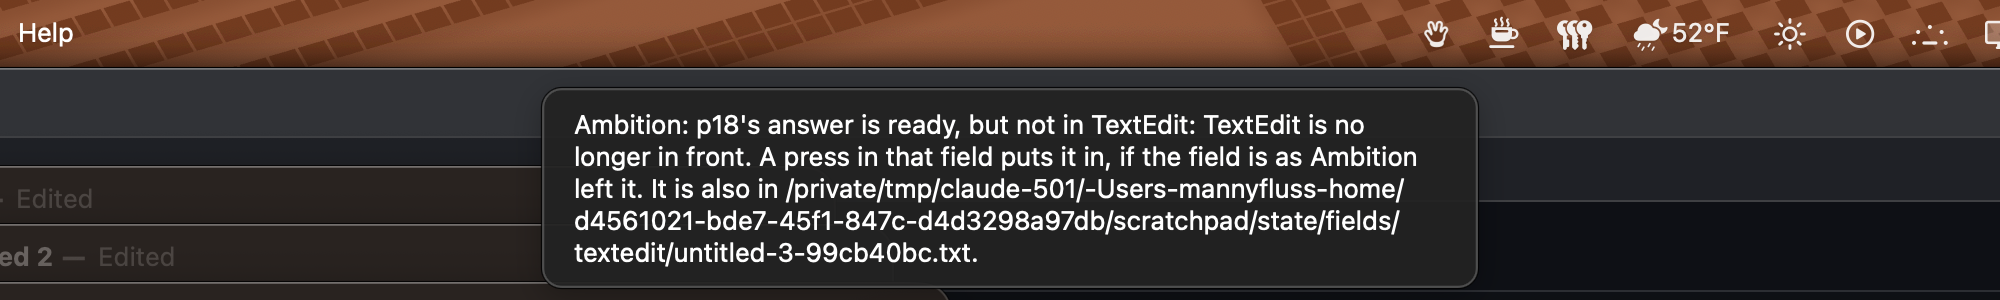 Help
52°F
Ambition: p18's answer is ready, but not in TextEdit: TextEdit is no
longer in front. A press in that field puts it in, if the field is as Ambition
left it. It is also in /private/tmp/claude-501/-Users-mannyfluss-home/
d4561021-bde7-45f1-847c-d4d3298a97db/scratchpad/state/fields/
textedit/untitled-3-99cb40bc.txt.
— Edited
ed 2 — Edited